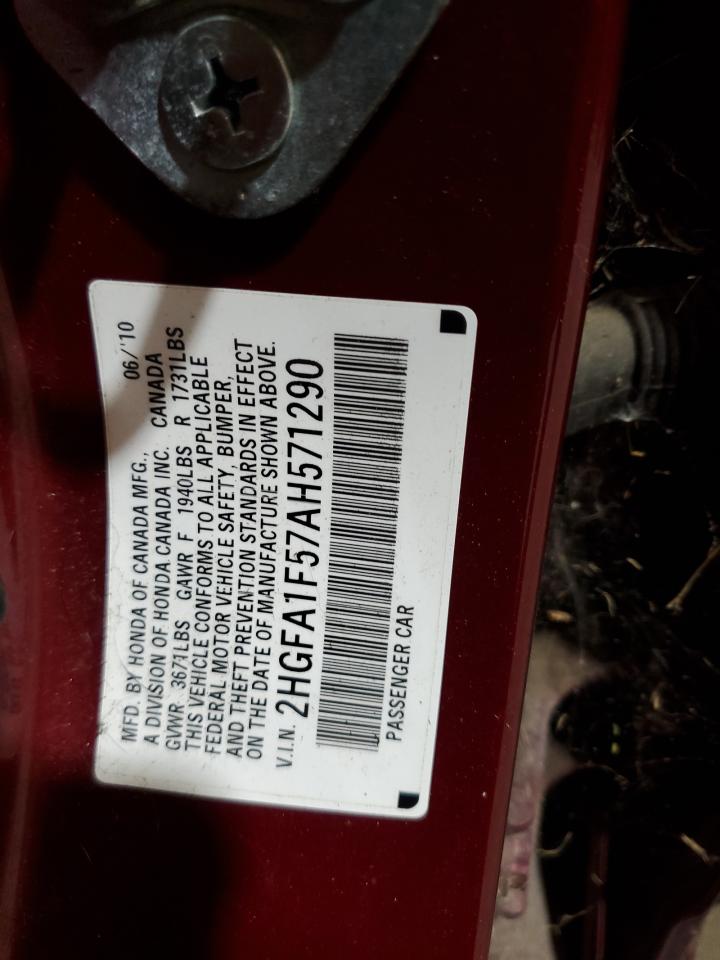 MFD. BY HONDA OF CANADA MFG., 06/'10
A DIVISION OF HONDA CANADA INC. CANADA
GVWR 3671LBS GAWR F 1940LBS R 1731LBS
THIS VEHICLE CONFORMS TO ALL APPLICABLE
FEDERAL MOTOR VEHICLE SAFETY, BUMPER,
AND THEFT PREVENTION STANDARDS IN EFFECT
ON THE DATE OF MANUFACTURE SHOWN ABOVE.
V.I.N. 2HGFA1F57AH571290
PASSENGER CAR